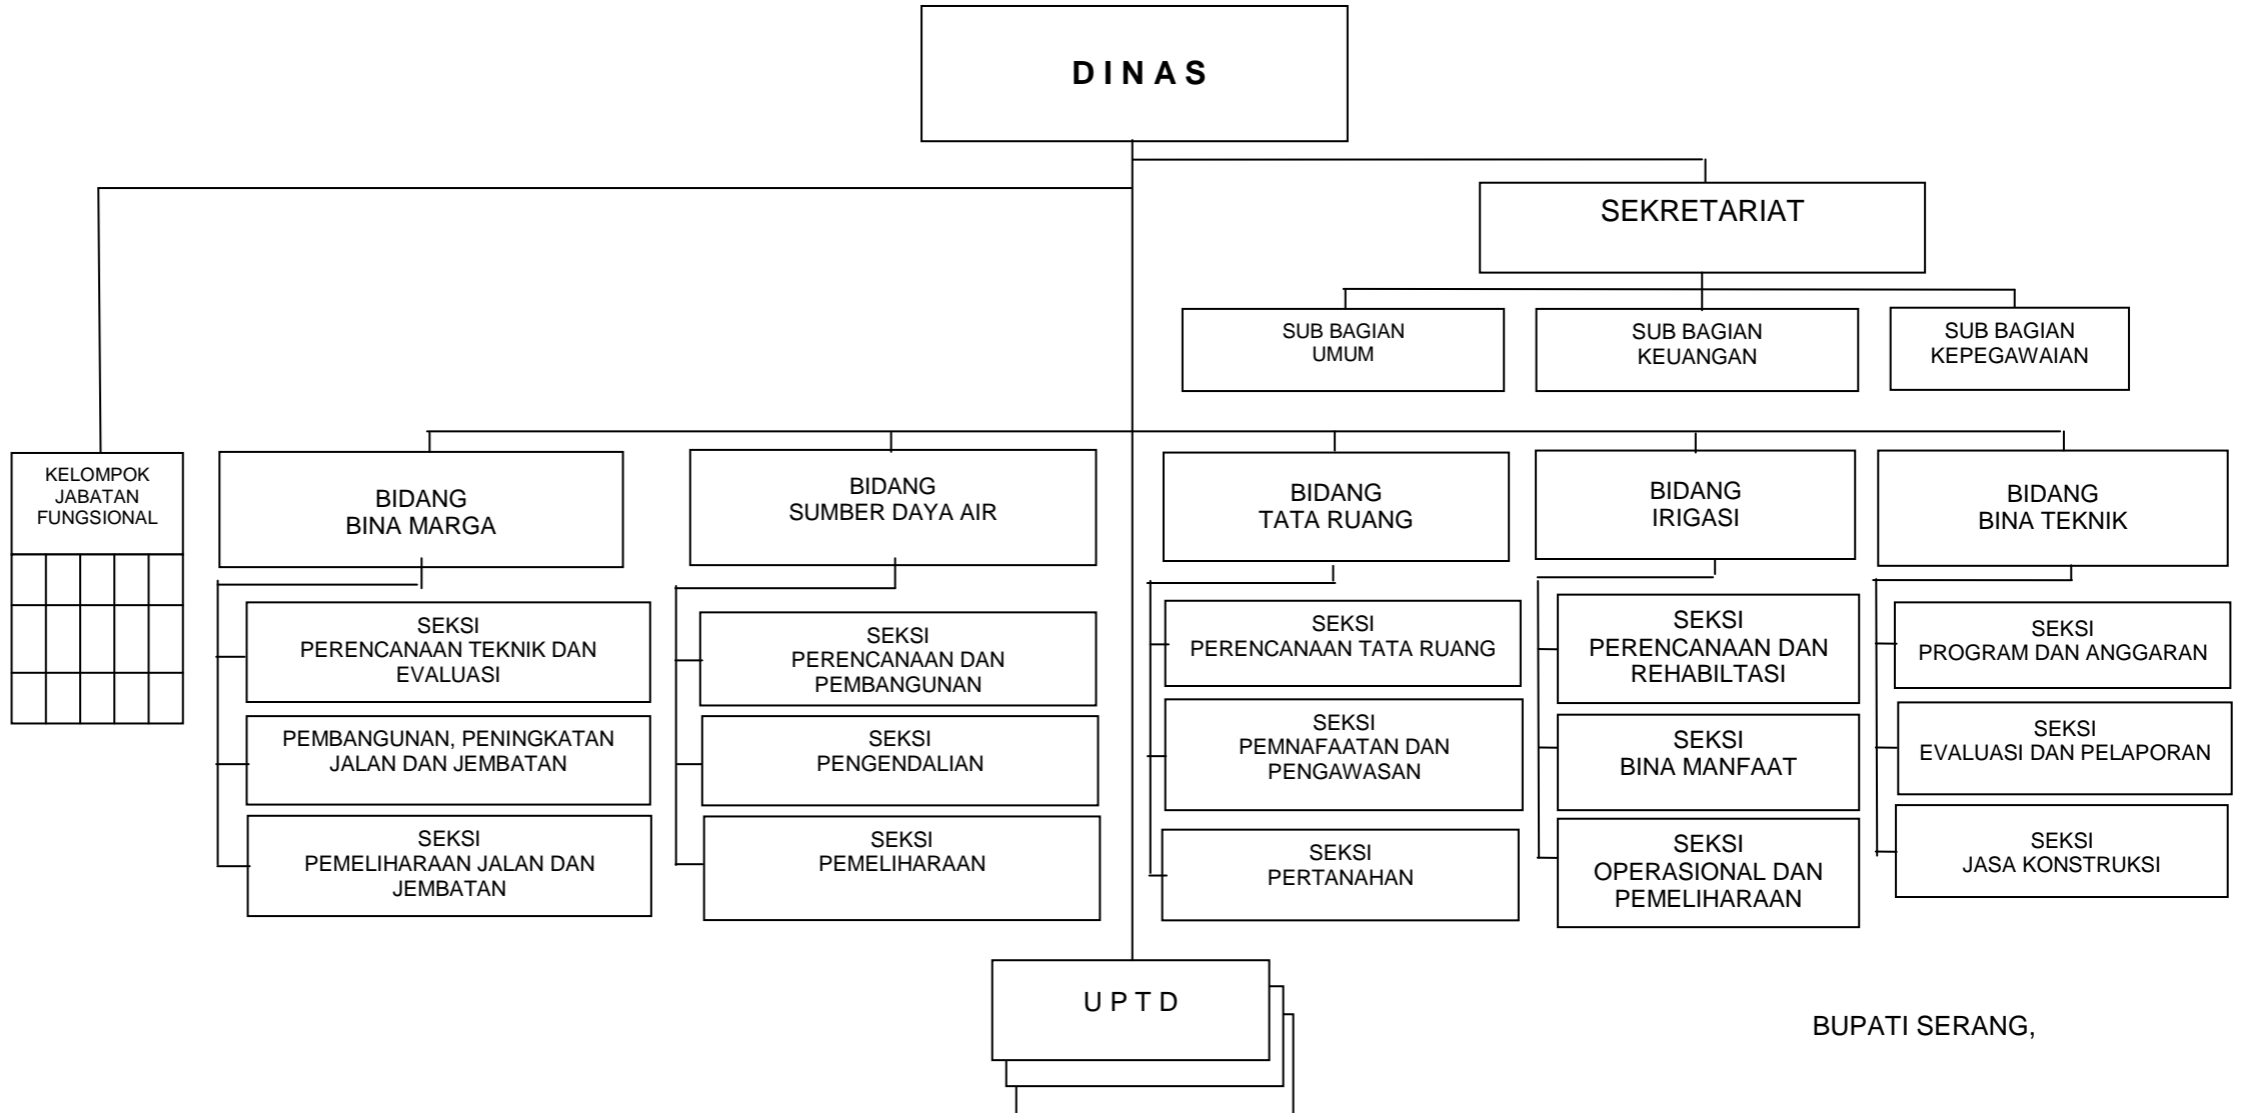 D I N A S
SEKRETARIAT
SUB BAGIAN
UMUM
SUB BAGIAN
KEUANGAN
SUB BAGIAN
KEPEGAWAIAN
KELOMPOK
JABATAN
FUNGSIONAL
BIDANG
BINA MARGA
BIDANG
SUMBER DAYA AIR
BIDANG
TATA RUANG
BIDANG
IRIGASI
BIDANG
BINA TEKNIK
SEKSI
PERENCANAAN TEKNIK DAN
EVALUASI
PEMBANGUNAN, PENINGKATAN
JALAN DAN JEMBATAN
SEKSI
PEMELIHARAAN JALAN DAN
JEMBATAN
SEKSI
PERENCANAAN DAN
PEMBANGUNAN
SEKSI
PENGENDALIAN
SEKSI
PEMELIHARAAN
SEKSI
PERENCANAAN TATA RUANG
SEKSI
PEMNAFAATAN DAN
PENGAWASAN
SEKSI
PERTANAHAN
SEKSI
PERENCANAAN DAN
REHABILTASI
SEKSI
BINA MANFAAT
SEKSI
OPERASIONAL DAN
PEMELIHARAAN
SEKSI
PROGRAM DAN ANGGARAN
SEKSI
EVALUASI DAN PELAPORAN
SEKSI
JASA KONSTRUKSI
U P T D
BUPATI SERANG,